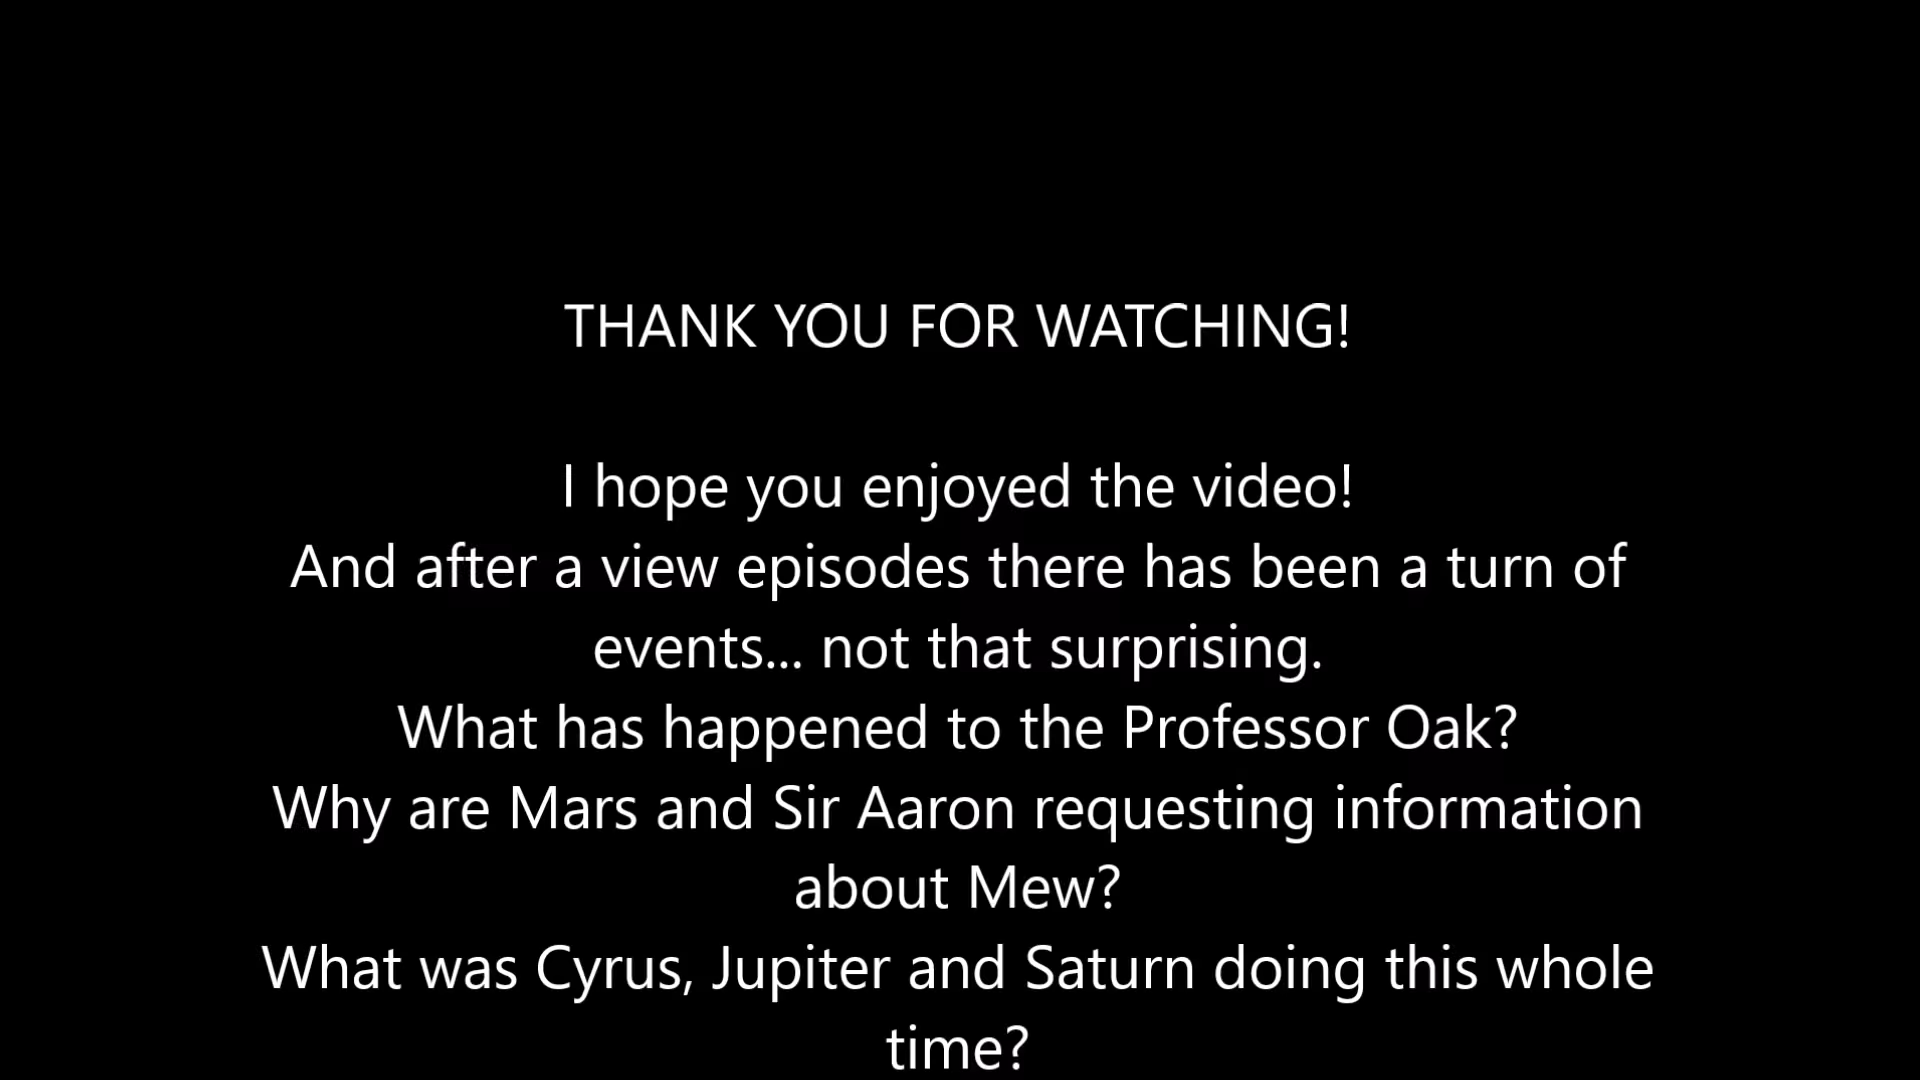 THANK YOU FOR WATCHING!
I hope you enjoyed the video!
And after a view episodes there has been a turn of
events... not that surprising.
What has happened to the Professor Oak?
Why are Mars and Sir Aaron requesting information
about Mew?
What was Cyrus, Jupiter and Saturn doing this whole
time?